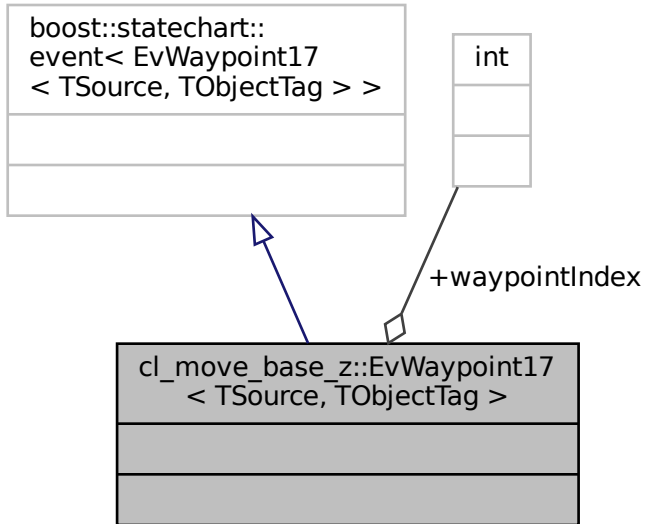 boost::statechart::
event< EvWaypoint17
< TSource, TObjectTag > >
int
+waypointIndex
cl_move_base_z::EvWaypoint17
< TSource, TObjectTag >